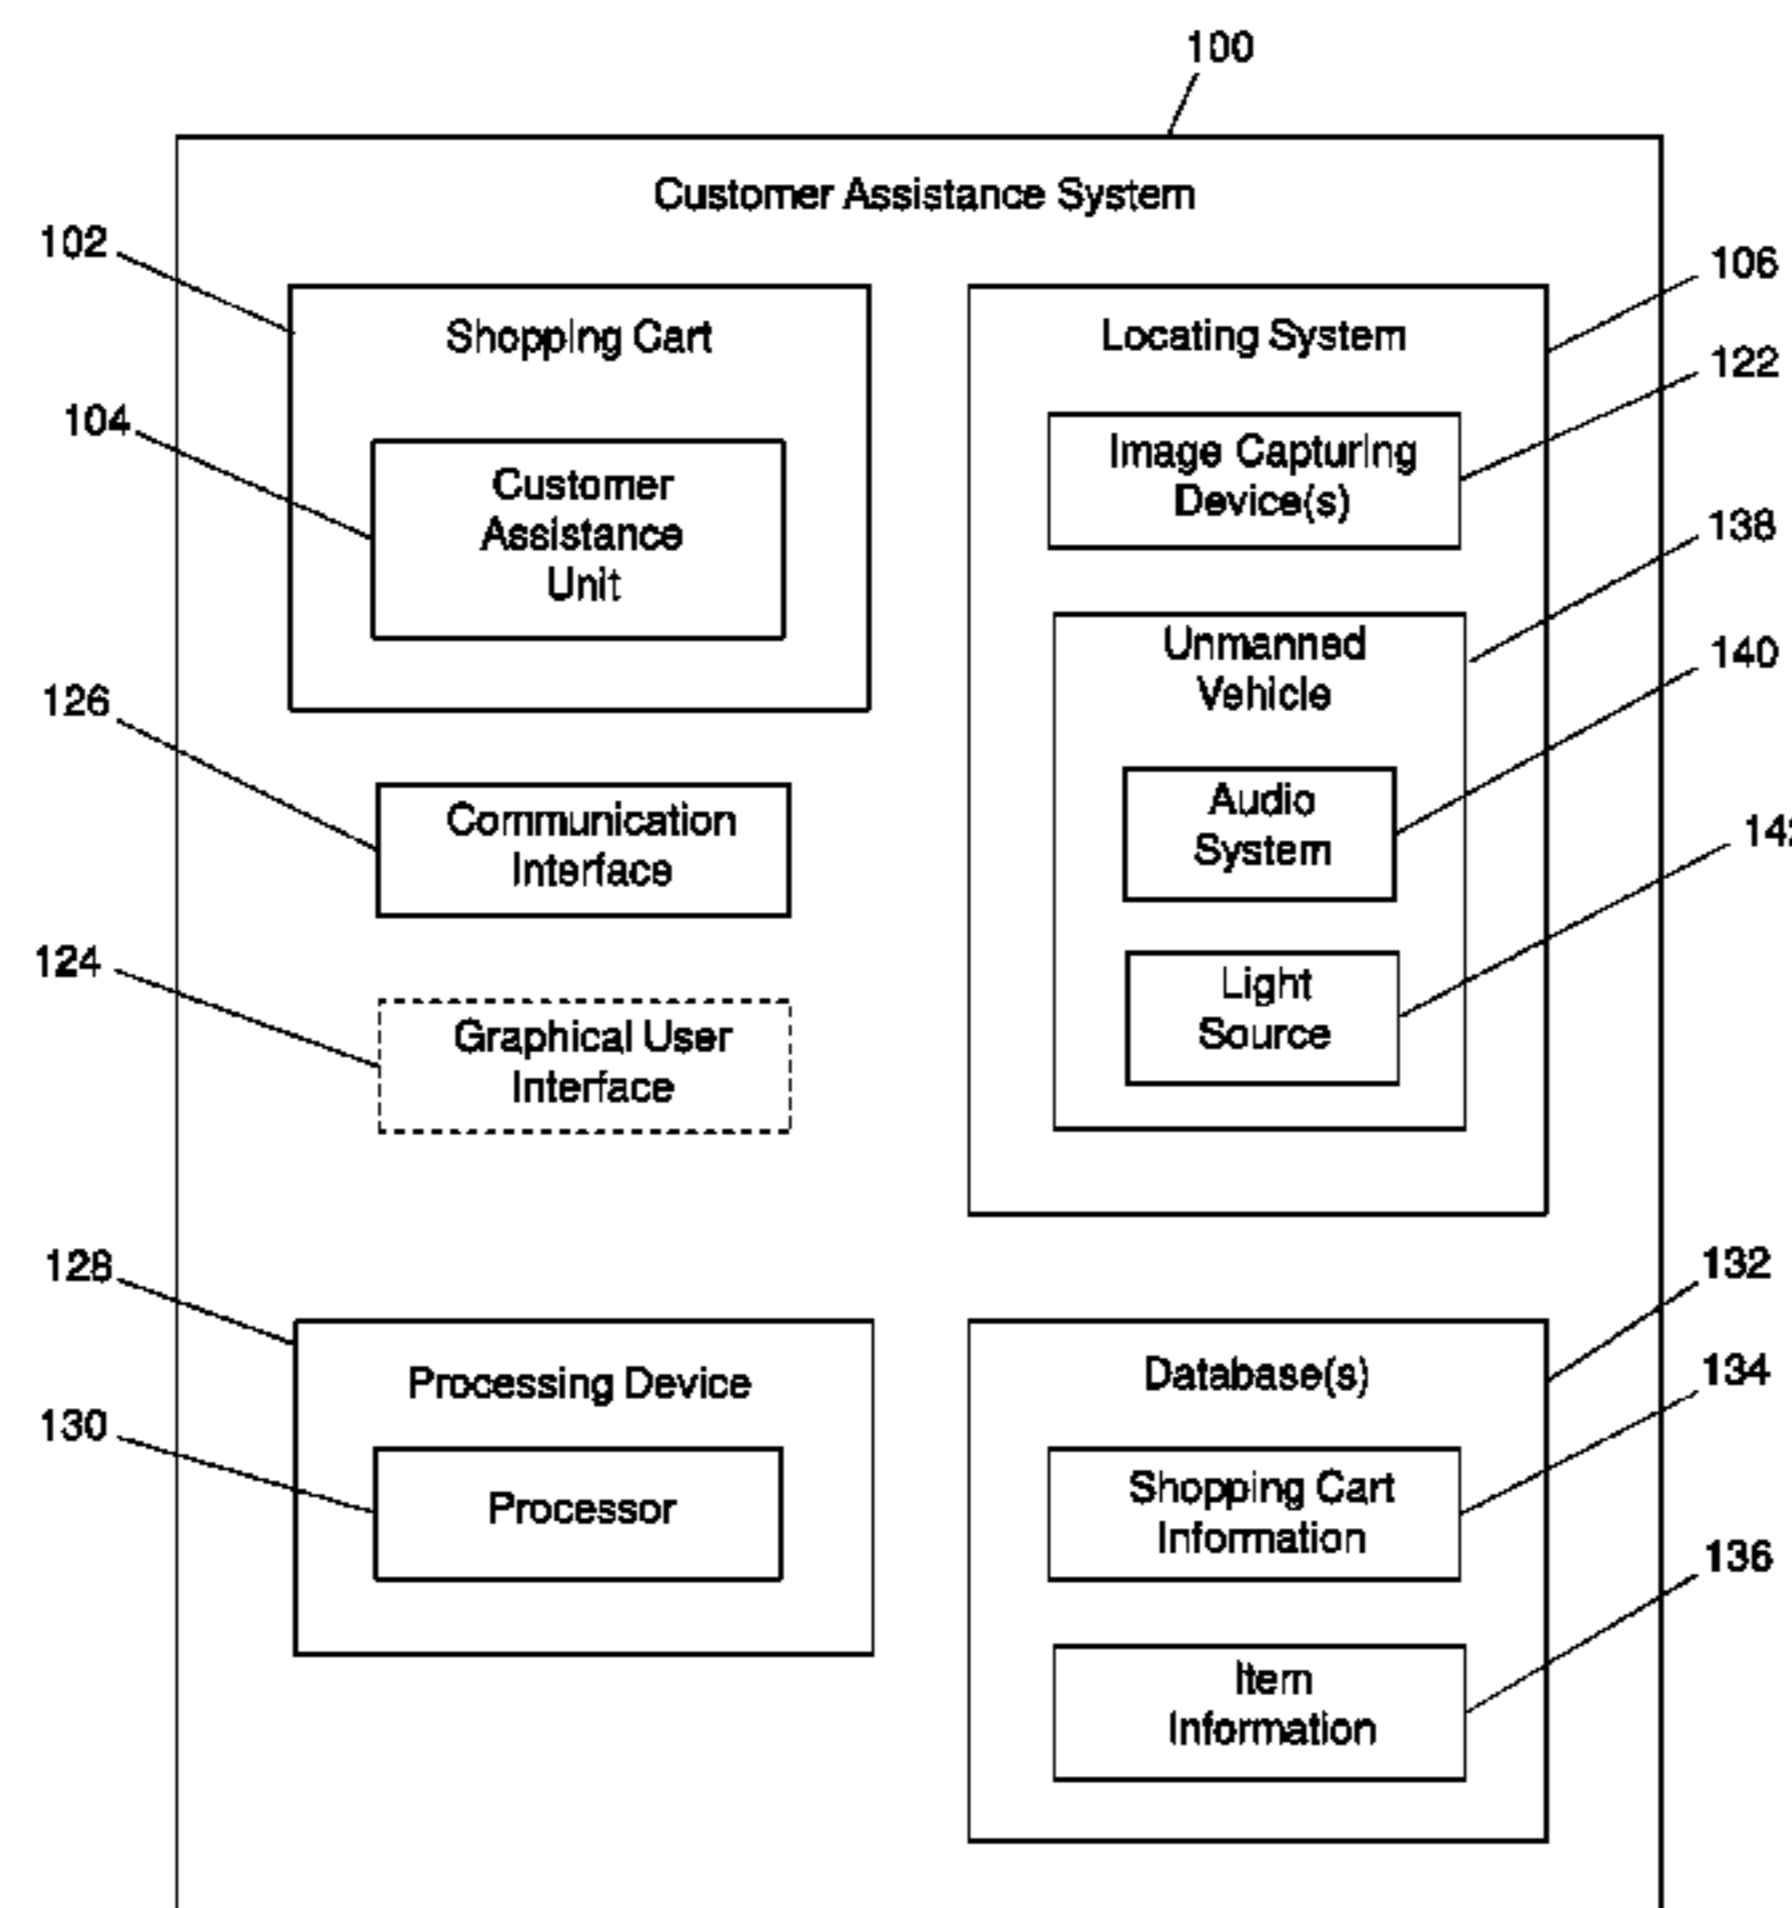 100
Customer Assistance System
102
Shopping Cart
104
Customer
Assistance
Unit
126
Communication
Interface
124
Graphical User
Interface
128
Processing Device
130
Processor
106
Locating System
122
Image Capturing
Device(s)
138
Unmanned
Vehicle
140
Audio
System
Light
Source
132
Database(s)
134
Shopping Cart
Information
136
Item
Information